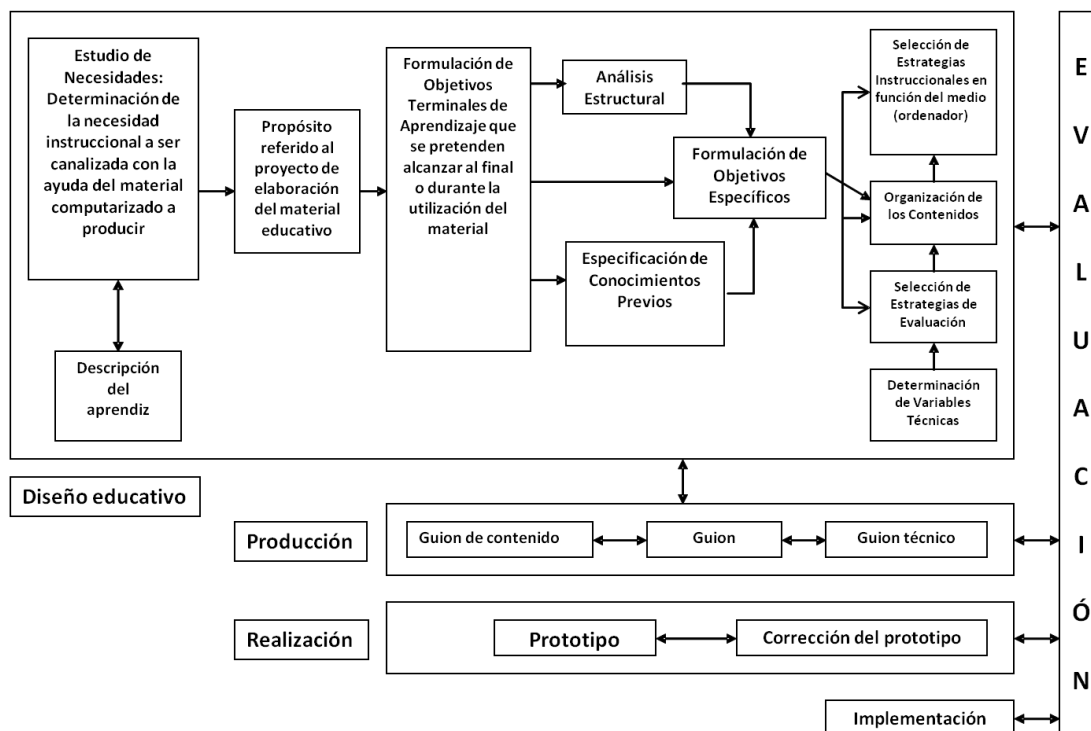 Estudio de
Necesidades:
Determinación de
la necesidad
instruccional a ser
canalizada con la
ayuda del material
computarizado a
producir
Descripción
del
aprendiz
Propósito
referido al
proyecto de
elaboración
del material
educativo
Formulación de
Objetivos
Terminales de
Aprendizaje que
se pretenden
alcanzar al final
o durante la
utilización del
material
Análisis
Estructural
Especificación de
Conocimientos
Previos
Formulación de
Objetivos
Específicos
Selección de
Estrategias
Instruccionales en
función del medio
(ordenador)
Organización de
los Contenidos
Selección de
Estrategias de
Evaluación
Determinación
de Variables
Técnicas
Diseño educativo
Producción
Guion de contenido
Guion
Guion técnico
Realización
Prototipo
Corrección del prototipo
Implementación
E
V
A
L
U
A
C
I
Ó
N